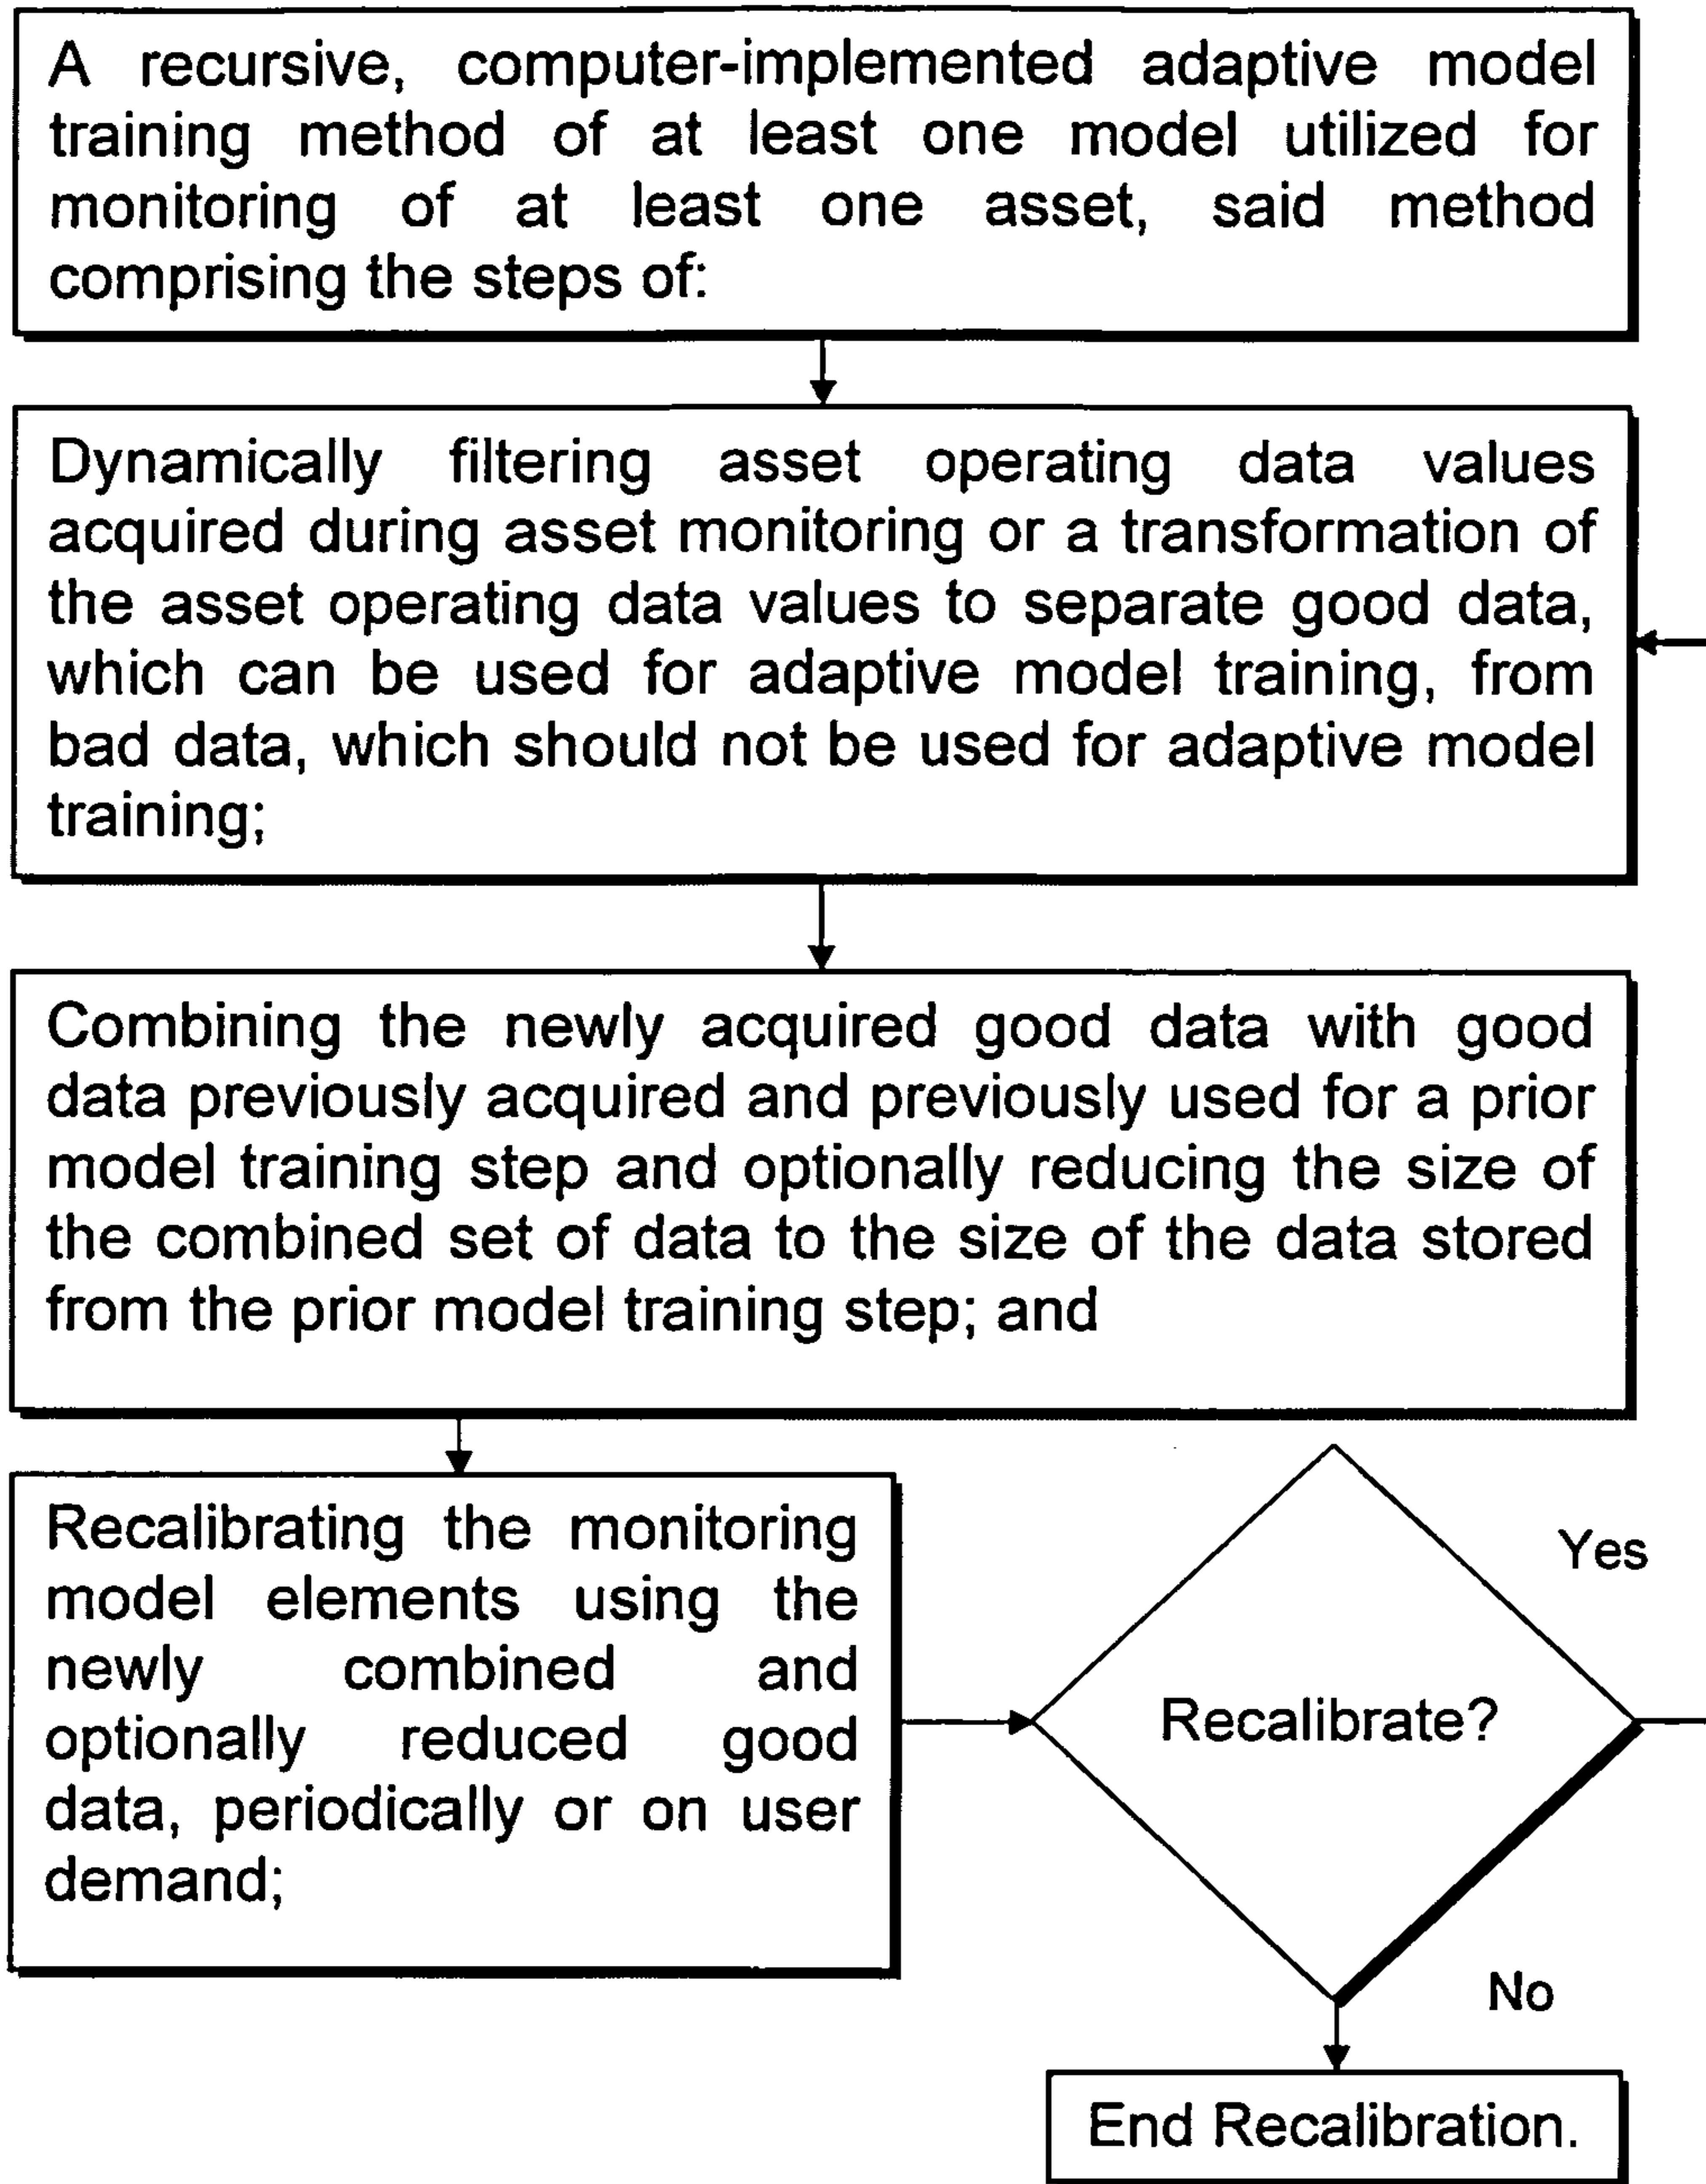 A recursive, computer-implemented adaptive model
training method of at least one model utilized for
monitoring of at least one asset, said method
comprising the steps of:
Dynamically filtering asset operating data values
acquired during asset monitoring or a transformation of
the asset operating data values to separate good data,
which can be used for adaptive model training, from
bad data, which should not be used for adaptive model
training;
Combining the newly acquired good data with good
data previously acquired and previously used for a prior
model training step and optionally reducing the size of
the combined set of data to the size of the data stored
from the prior model training step; and
Recalibrating the monitoring
model elements using the
newly combined and
optionally reduced good
data, periodically or on user
demand;
Yes
Recalibrate?
No
End Recalibration.